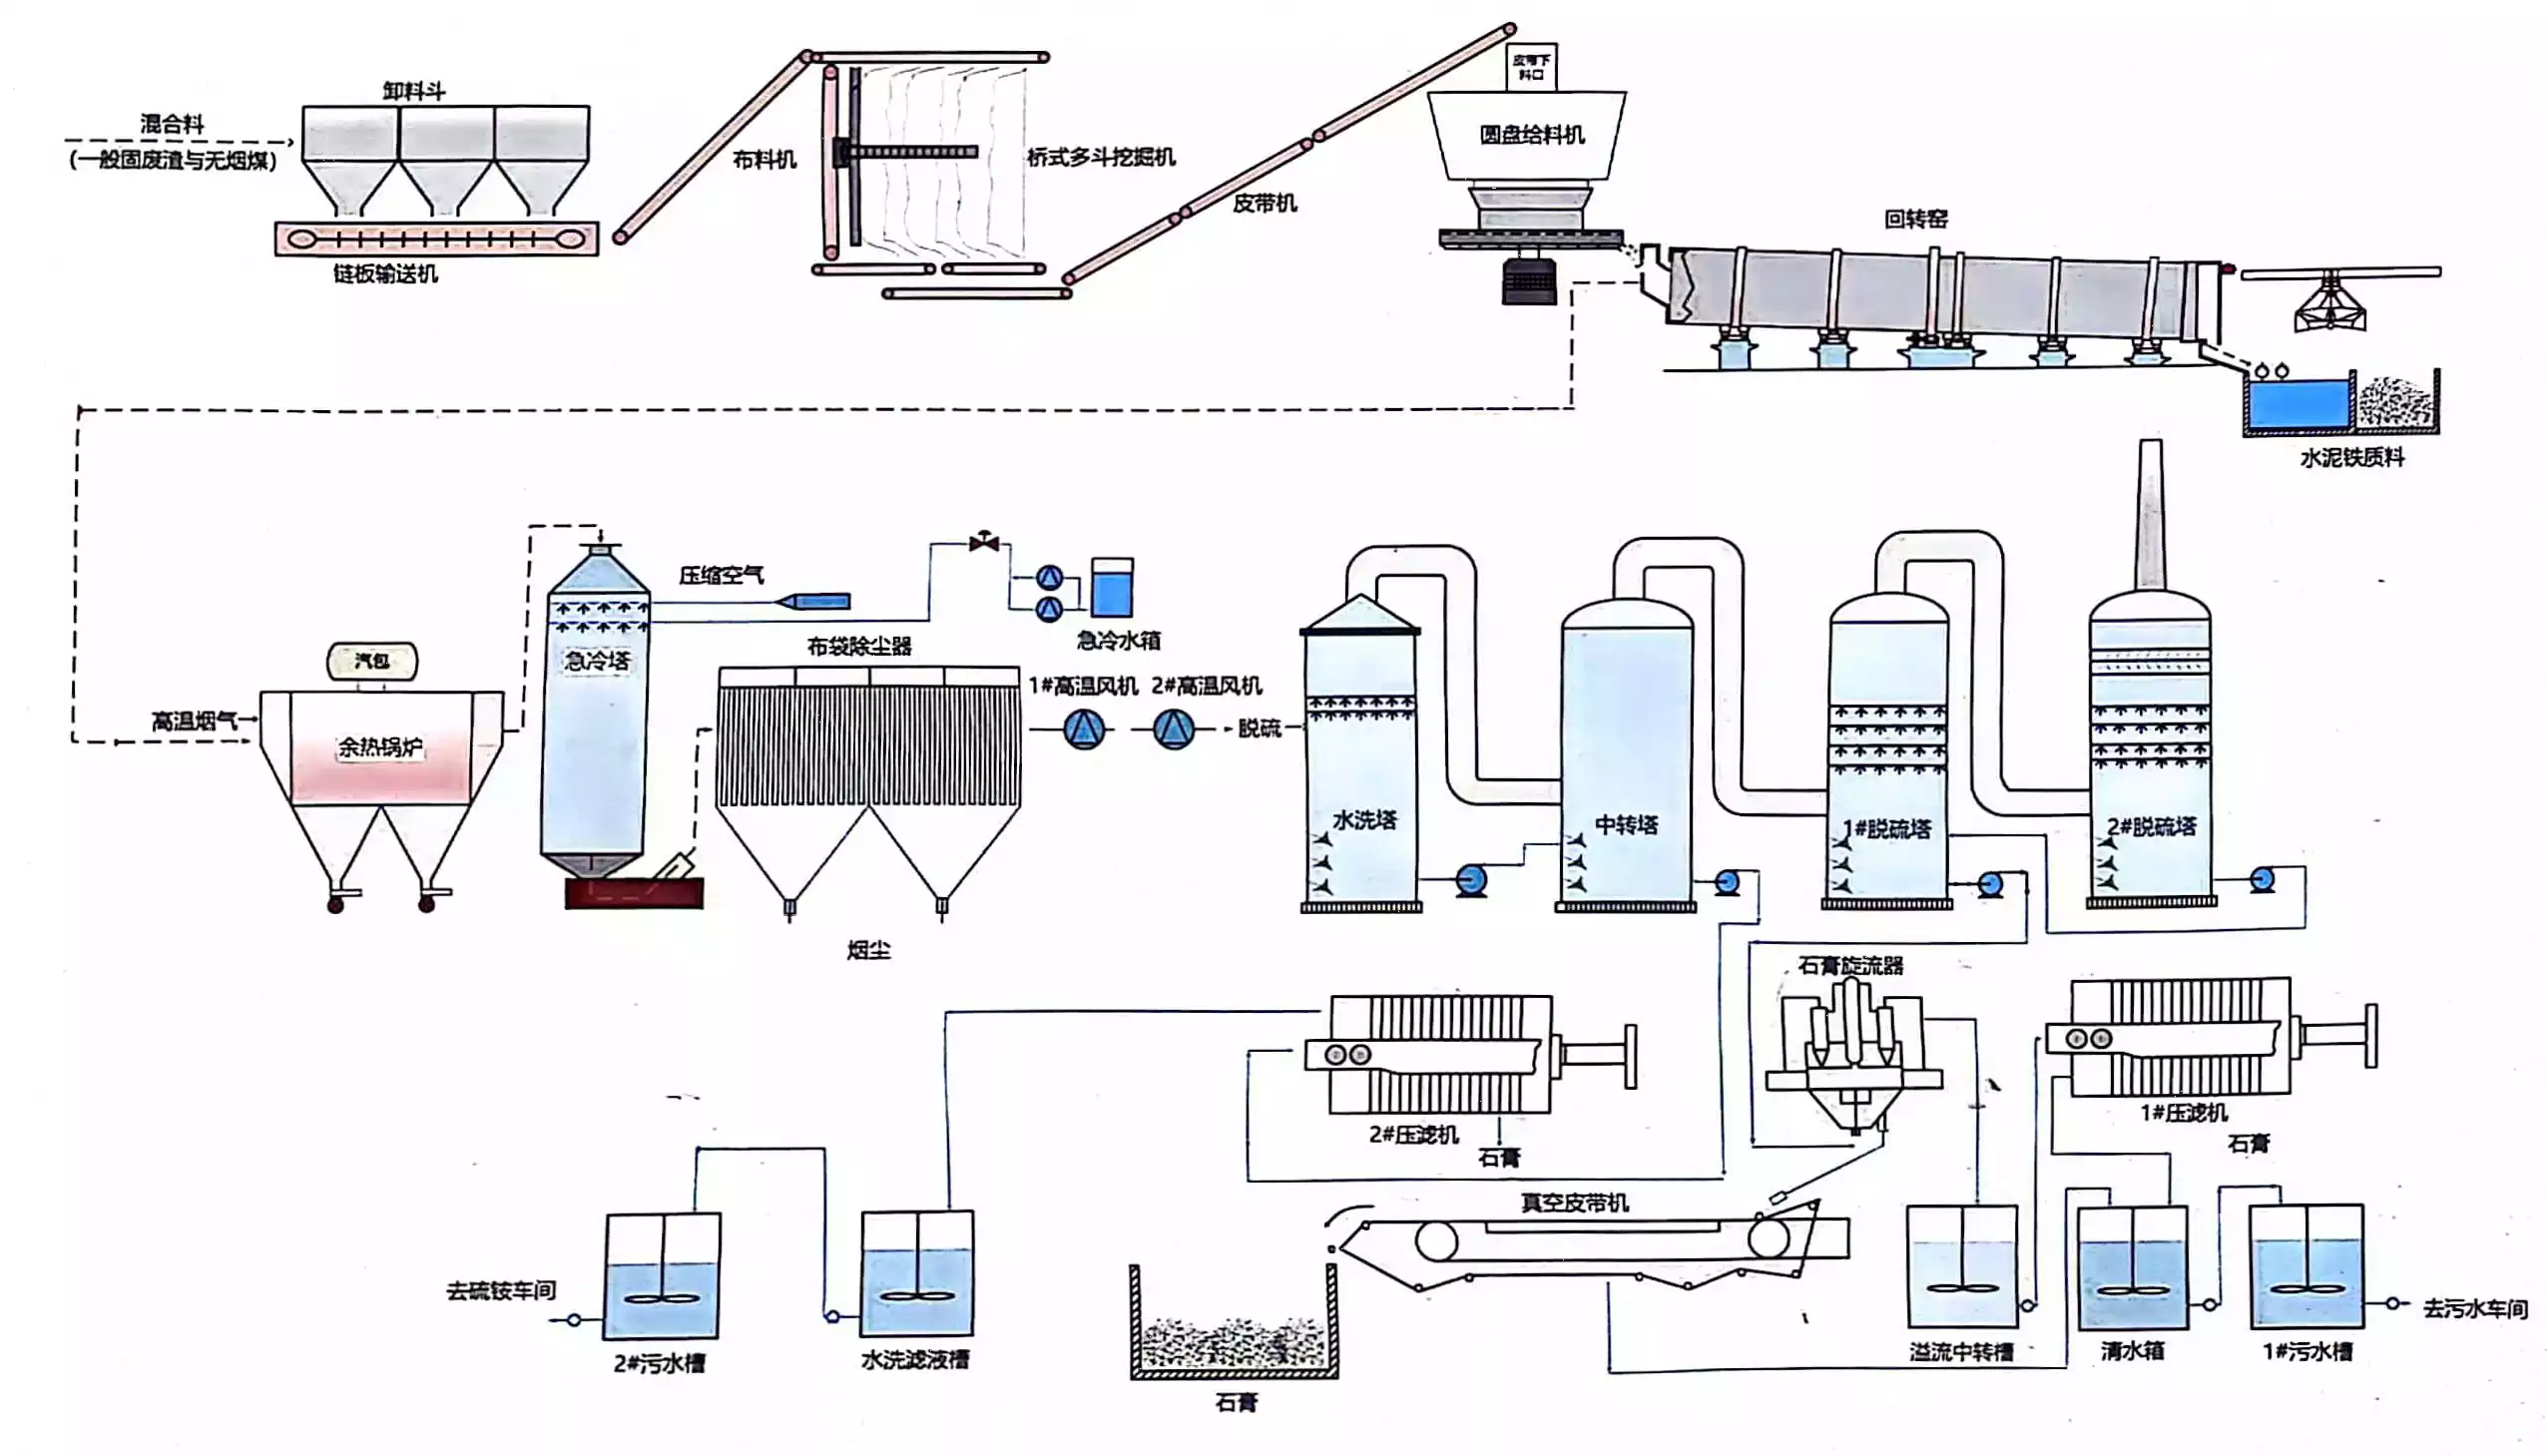 卸料斗
混合料
(一般固废渣与无烟煤)
链板输送机
布料机
桥式多斗挖掘机
皮带机
皮带下
料口
圆盘给料机
回转窑
水泥铁质料
高温烟气
汽包
余热锅炉
急冷塔
压缩空气
急冷水箱
布袋除尘器
烟尘
1#高温风机
2#高温风机
脱硫
水洗塔
中转塔
1#脱硫塔
2#脱硫塔
石膏旋流器
2#压滤机
石膏
1#压滤机
石膏
真空皮带机
石膏
去硫铵车间
2#污水槽
水洗滤液槽
溢流中转槽
清水箱
1#污水槽
去污水车间